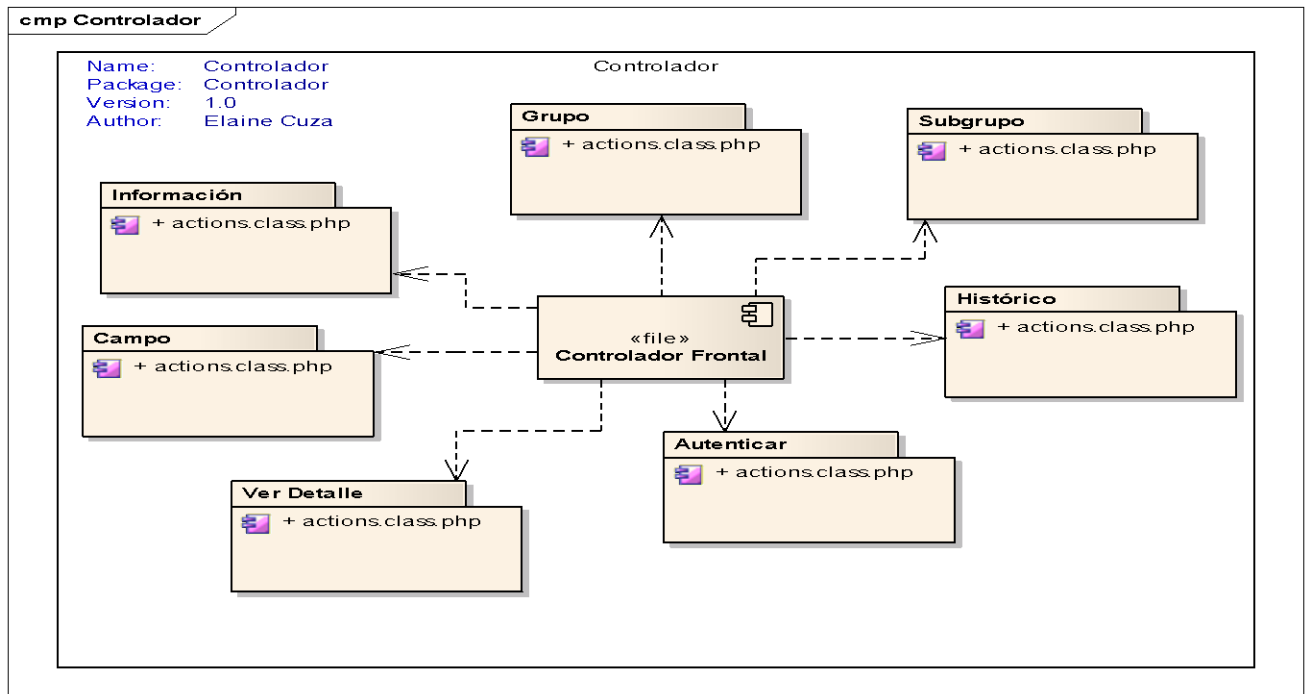 cmp Controlador
Name: Controlador
Package: Controlador
Version: 1.0
Author: Elaine Cuza
Controlador
Grupo
+ actions.class.php
Subgrupo
+ actions.class.php
Información
+ actions.class.php
Histórico
+ actions.class.php
«file»
Controlador Frontal
Campo
+ actions.class.php
Autenticar
+ actions.class.php
Ver Detalle
+ actions.class.php